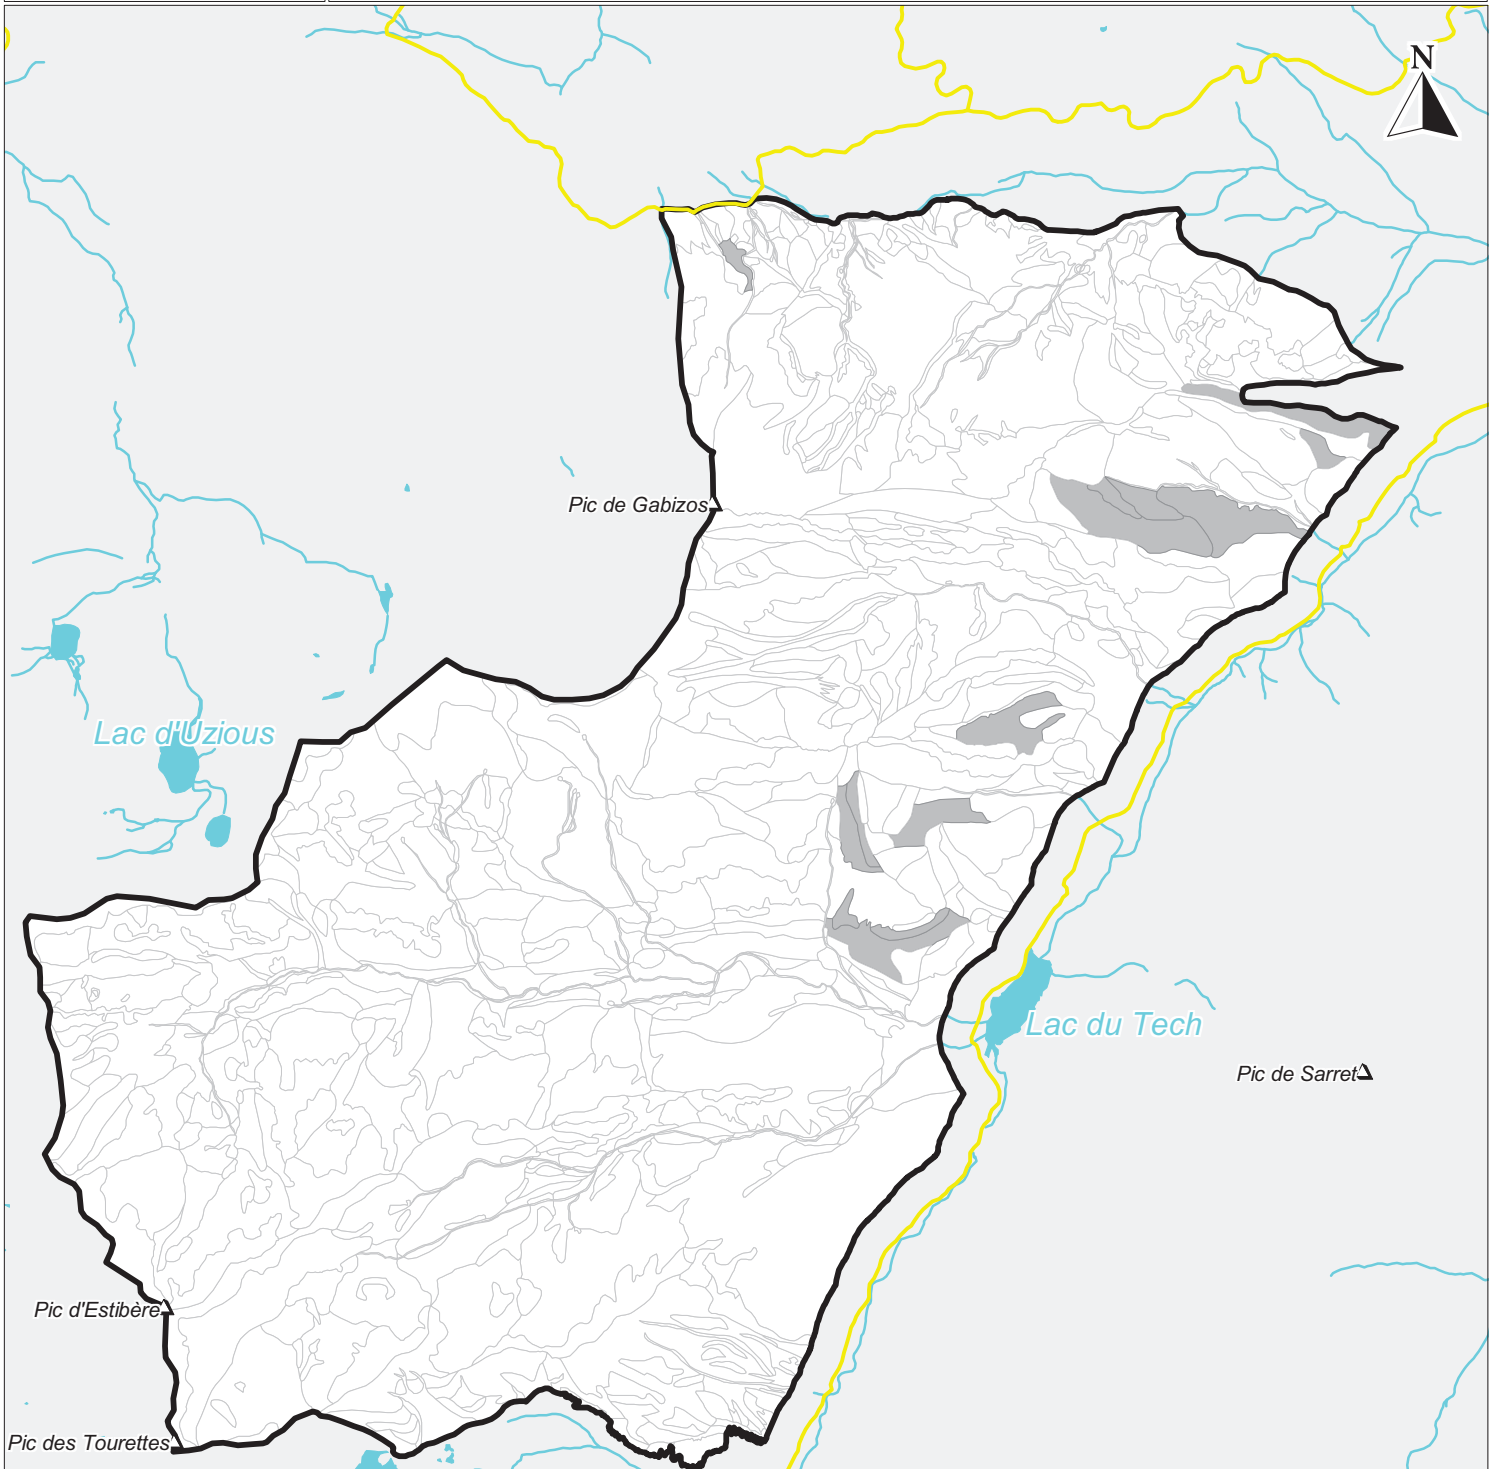 N
Pic de Gabizos
Lac d'Uzious
Lac du Tech
Pic de Sarret
Pic d'Estibère
Pic des Tourettes